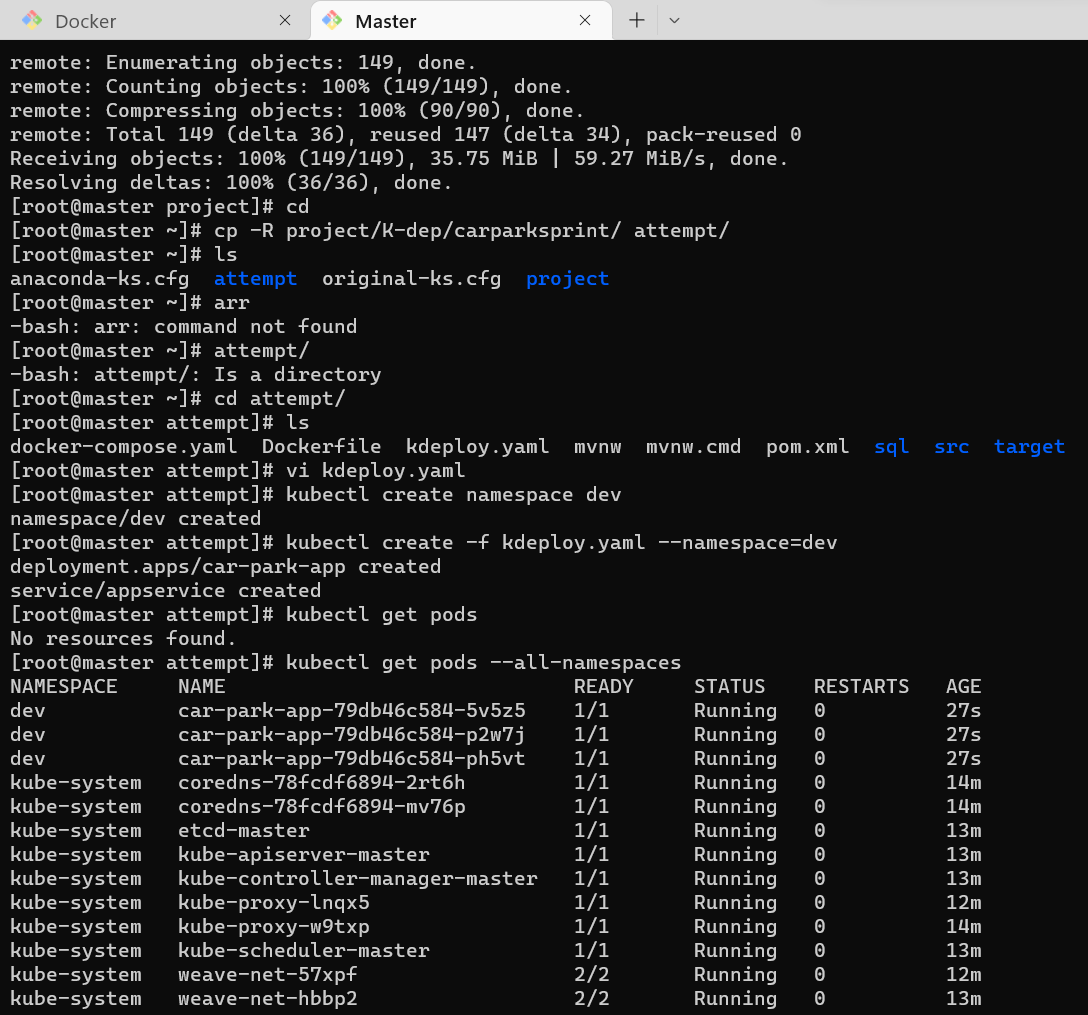 Docker Master
remote: Enumerating objects: 149, done.
remote: Counting objects: 100% (149/149), done.
remote: Compressing objects: 100% (90/90), done.
remote: Total 149 (delta 36), reused 147 (delta 34), pack-reused 0
Receiving objects: 100% (149/149), 35.75 MiB | 59.27 MiB/s, done.
Resolving deltas: 100% (36/36), done.
[root@master project]# cd
[root@master ~]# cp -R project/K-dep/carparksprint/ attempt/
[root@master ~]# ls
anaconda-ks.cfg  attempt  original-ks.cfg  project
[root@master ~]# arr
-bash: arr: command not found
[root@master ~]# attempt/
-bash: attempt/: Is a directory
[root@master ~]# cd attempt/
[root@master attempt]# ls
docker-compose.yaml  Dockerfile  kdeploy.yaml  mvnw  mvnw.cmd  pom.xml  sql  src  target
[root@master attempt]# vi kdeploy.yaml
[root@master attempt]# kubectl create namespace dev
namespace/dev created
[root@master attempt]# kubectl create -f kdeploy.yaml --namespace=dev
deployment.apps/car-park-app created
service/appservice created
[root@master attempt]# kubectl get pods
No resources found.
[root@master attempt]# kubectl get pods --all-namespaces
NAMESPACE     NAME                             READY     STATUS    RESTARTS   AGE
dev           car-park-app-79db46c584-5v5z5    1/1       Running   0          27s
dev           car-park-app-79db46c584-p2w7j    1/1       Running   0          27s
dev           car-park-app-79db46c584-ph5vt    1/1       Running   0          27s
kube-system   coredns-78fcdf6894-2rt6h         1/1       Running   0          14m
kube-system   coredns-78fcdf6894-mv76p         1/1       Running   0          14m
kube-system   etcd-master                      1/1       Running   0          13m
kube-system   kube-apiserver-master            1/1       Running   0          13m
kube-system   kube-controller-manager-master   1/1       Running   0          13m
kube-system   kube-proxy-lnqx5                 1/1       Running   0          12m
kube-system   kube-proxy-w9txp                 1/1       Running   0          14m
kube-system   kube-scheduler-master            1/1       Running   0          13m
kube-system   weave-net-57xpf                  2/2       Running   0          12m
kube-system   weave-net-hbbp2                  2/2       Running   0          13m